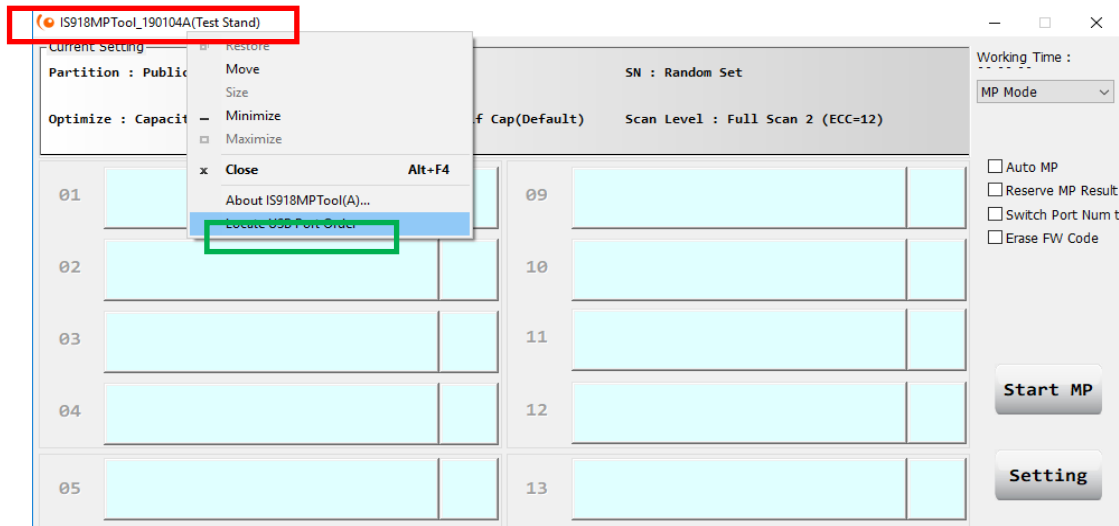 IS918MPTool_190104A(Test Stand)
Current Setting
Restore
Move
Size
Minimize
Maximize
Close Alt+F4
About IS918MPTool(A)...
Locate USB Port Order
Partition : Public
SN : Random Set
Optimize : Capacit
lf Cap(Default)
Scan Level : Full Scan 2 (ECC=12)
Working Time :
-- -- --
MP Mode
Auto MP
Reserve MP Result
Switch Port Num t
Erase FW Code
01
09
02
10
03
11
04
12
05
13
Start MP
Setting